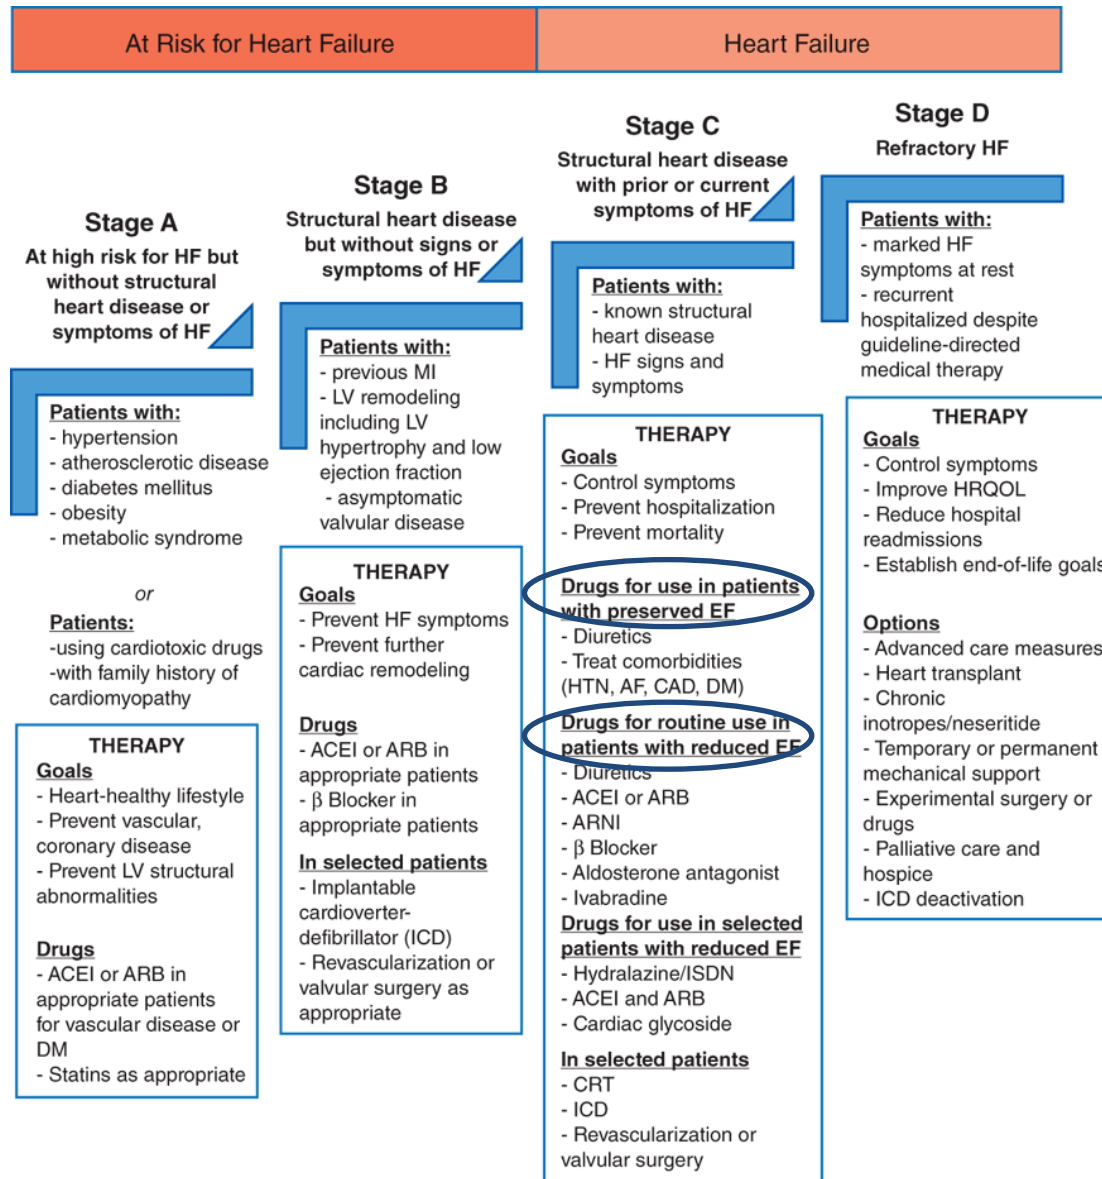 At Risk for Heart Failure
Heart Failure
Stage A
At high risk for HF but
without structural
heart disease or
symptoms of HF
Patients with:
- hypertension
- atherosclerotic disease
- diabetes mellitus
- obesity
- metabolic syndrome
or
Patients:
-using cardiotoxic drugs
-with family history of
cardiomyopathy
THERAPY
Goals
- Heart-healthy lifestyle
- Prevent vascular,
coronary disease
- Prevent LV structural
abnormalities
Drugs
- ACEI or ARB in
appropriate patients
for vascular disease or
DM
- Statins as appropriate
Stage B
Structural heart disease
but without signs or
symptoms of HF
Patients with:
- previous MI
- LV remodeling
including LV
hypertrophy and low
ejection fraction
- asymptomatic
valvular disease
THERAPY
Goals
- Prevent HF symptoms
- Prevent further
cardiac remodeling
Drugs
- ACEI or ARB in
appropriate patients
- β Blocker in
appropriate patients
In selected patients
- Implantable
cardioverter-
defibrillator (ICD)
- Revascularization or
valvular surgery as
appropriate
Stage C
Structural heart disease
with prior or current
symptoms of HF
Patients with:
- known structural
heart disease
- HF signs and
symptoms
THERAPY
Goals
- Control symptoms
- Prevent hospitalization
- Prevent mortality
Drugs for use in patients
with preserved EF
- Diuretics
- Treat comorbidities
(HTN, AF, CAD, DM)
Drugs for routine use in
patients with reduced EF
- Diuretics
- ACEI or ARB
- ARNI
- β Blocker
- Aldosterone antagonist
- Ivabradine
Drugs for use in selected
patients with reduced EF
- Hydralazine/ISDN
- ACEI and ARB
- Cardiac glycoside
In selected patients
- CRT
- ICD
- Revascularization or
valvular surgery
Stage D
Refractory HF
Patients with:
- marked HF
symptoms at rest
- recurrent
hospitalized despite
guideline-directed
medical therapy
THERAPY
Goals
- Control symptoms
- Improve HRQOL
- Reduce hospital
readmissions
- Establish end-of-life goals
Options
- Advanced care measures
- Heart transplant
- Chronic
inotropes/neseritide
- Temporary or permanent
mechanical support
- Experimental surgery or
drugs
- Palliative care and
hospice
- ICD deactivation